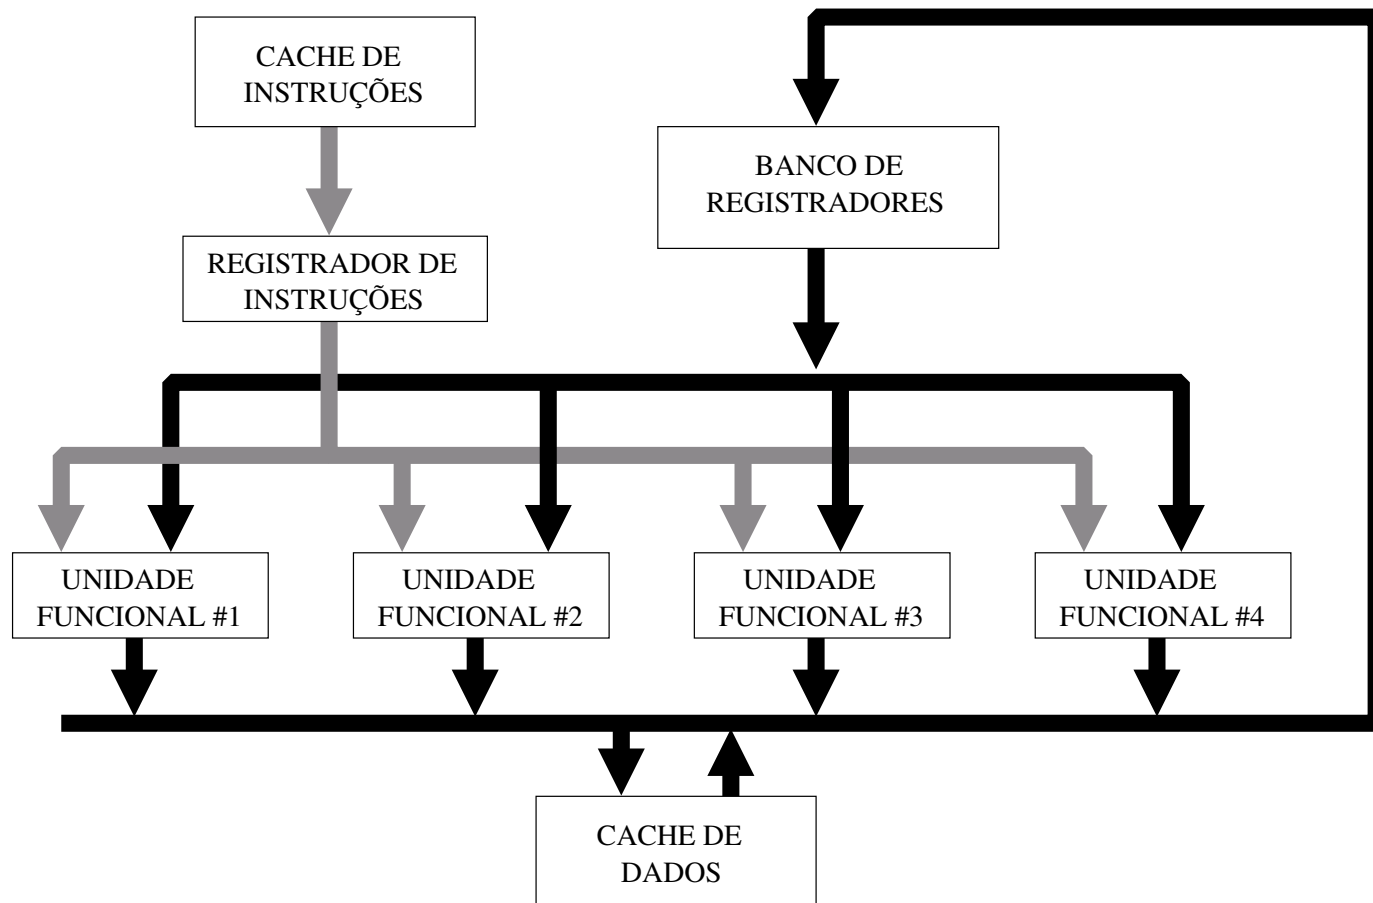 CACHE DE
INSTRUÇÕES
BANCO DE
REGISTRADORES
REGISTRADOR DE
INSTRUÇÕES
UNIDADE
FUNCIONAL #1
UNIDADE
FUNCIONAL #2
UNIDADE
FUNCIONAL #3
UNIDADE
FUNCIONAL #4
CACHE DE
DADOS